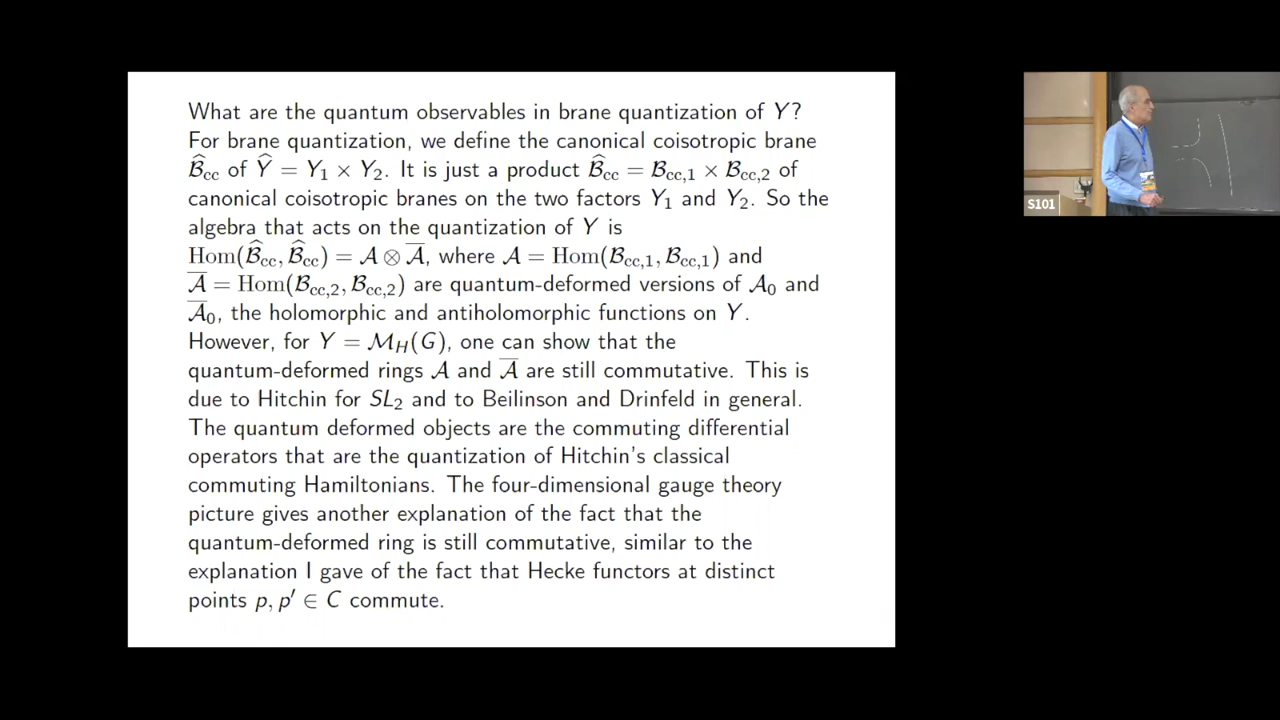 What are the quantum observables in brane quantization of Y?
For brane quantization, we define the canonical coisotropic brane
B̂cc of Ŷ = Y₁ × Y₂. It is just a product B̂cc = Bcc,1 × Bcc,2 of
canonical coisotropic branes on the two factors Y₁ and Y₂. So the
algebra that acts on the quantization of Y is
Hom(B̂cc, B̂cc) = A ⊗ A̅, where A = Hom(Bcc,1, Bcc,1) and
A̅ = Hom(Bcc,2, Bcc,2) are quantum-deformed versions of A₀ and
A̅₀, the holomorphic and antiholomorphic functions on Y.
However, for Y = M_H(G), one can show that the
quantum-deformed rings A and A̅ are still commutative. This is
due to Hitchin for SL₂ and to Beilinson and Drinfeld in general.
The quantum deformed objects are the commuting differential
operators that are the quantization of Hitchin's classical
commuting Hamiltonians. The four-dimensional gauge theory
picture gives another explanation of the fact that the
quantum-deformed ring is still commutative, similar to the
explanation I gave of the fact that Hecke functors at distinct
points p, p′ ∈ C commute.
S101